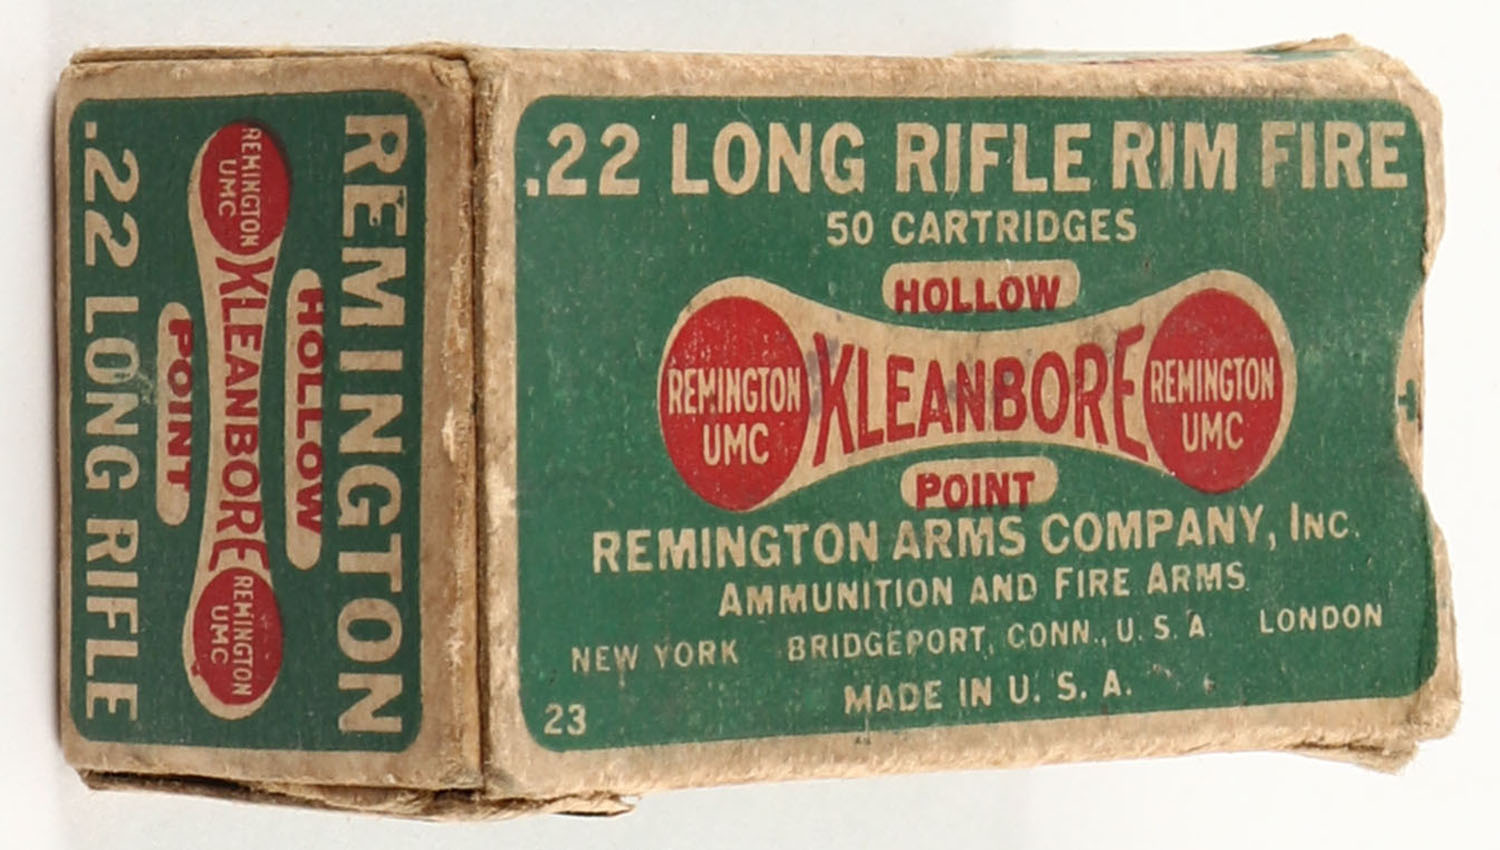 REMINGTON
HOLLOW
REMINGTON
UMC
KLEANBORE
REMINGTON
UMC
POINT
.22 LONG RIFLE
.22 LONG RIFLE RIM FIRE
50 CARTRIDGES
HOLLOW
REMINGTON
UMC
KLEANBORE
REMINGTON
UMC
POINT
REMINGTON ARMS COMPANY, INC.
AMMUNITION AND FIRE ARMS
NEW YORK BRIDGEPORT, CONN., U. S. A. LONDON
MADE IN U. S. A.
23